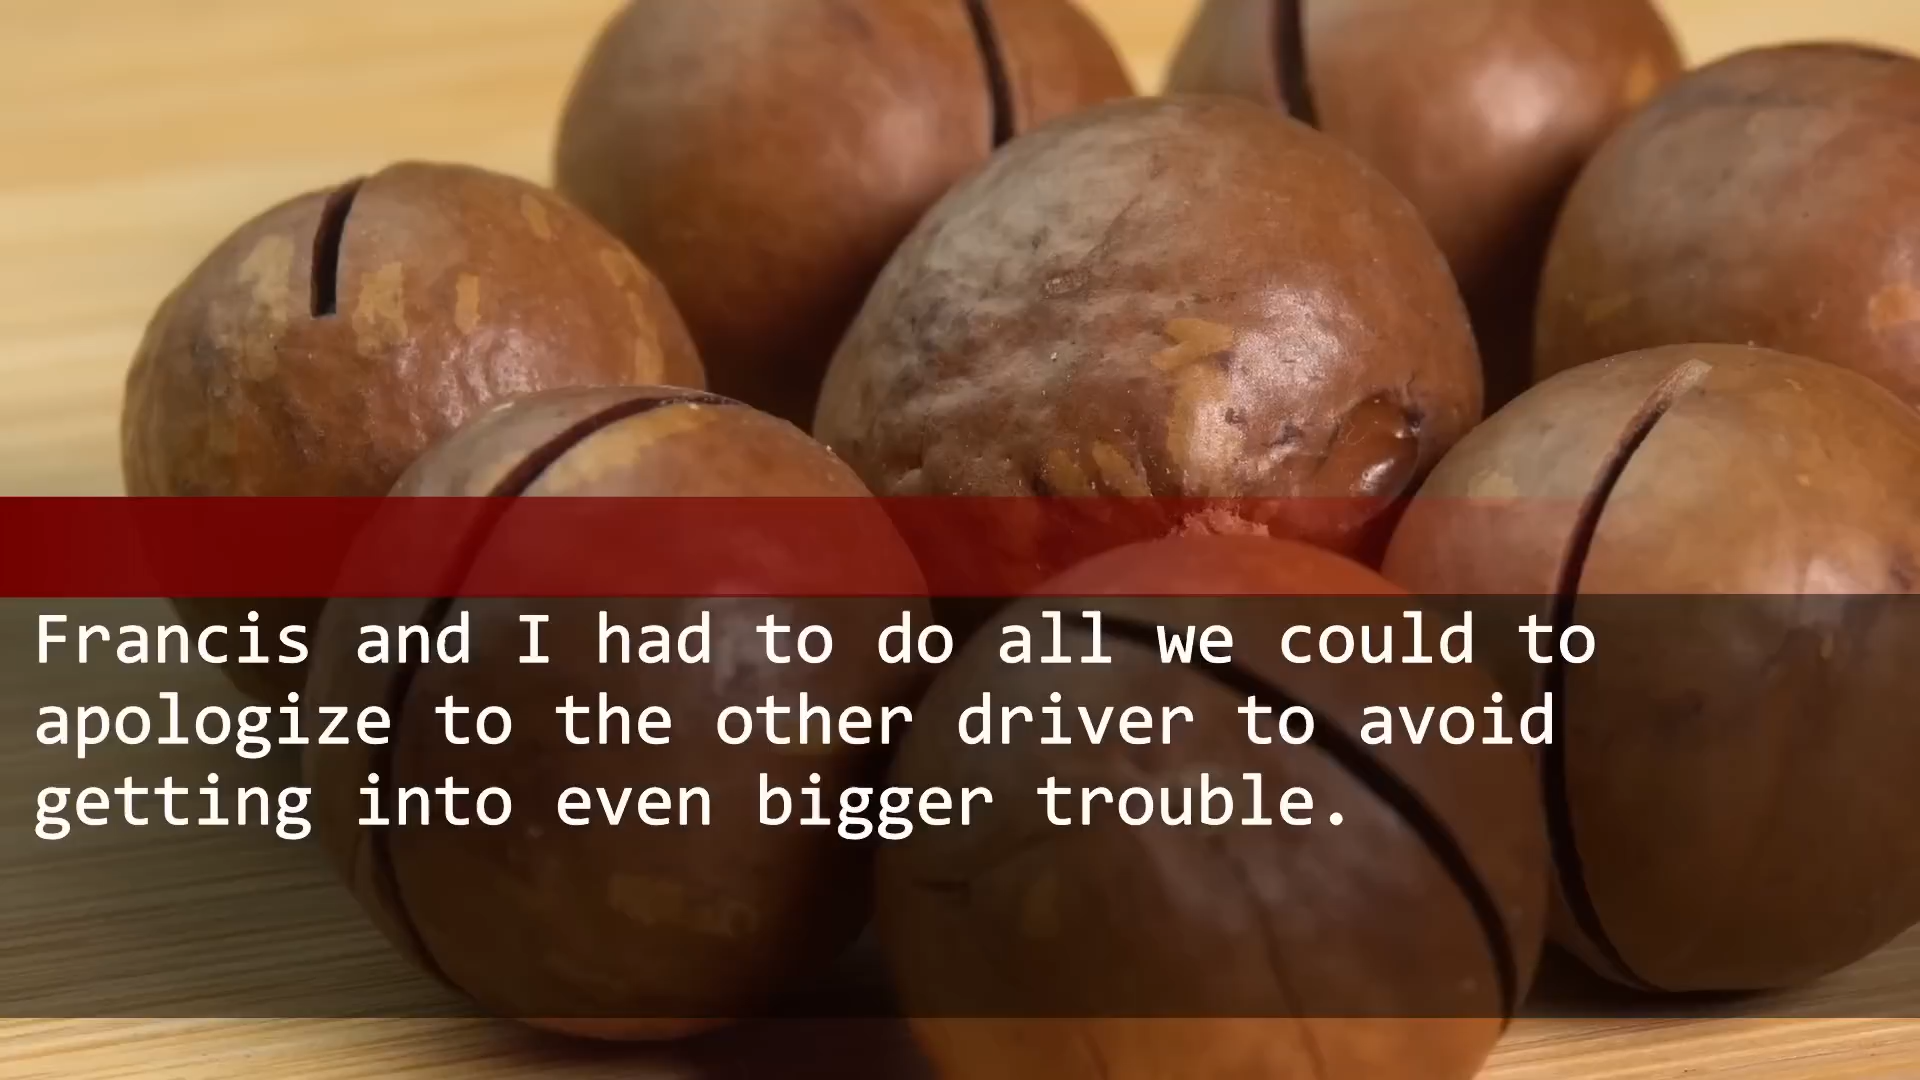 Francis and I had to do all we could to
apologize to the other driver to avoid
getting into even bigger trouble.